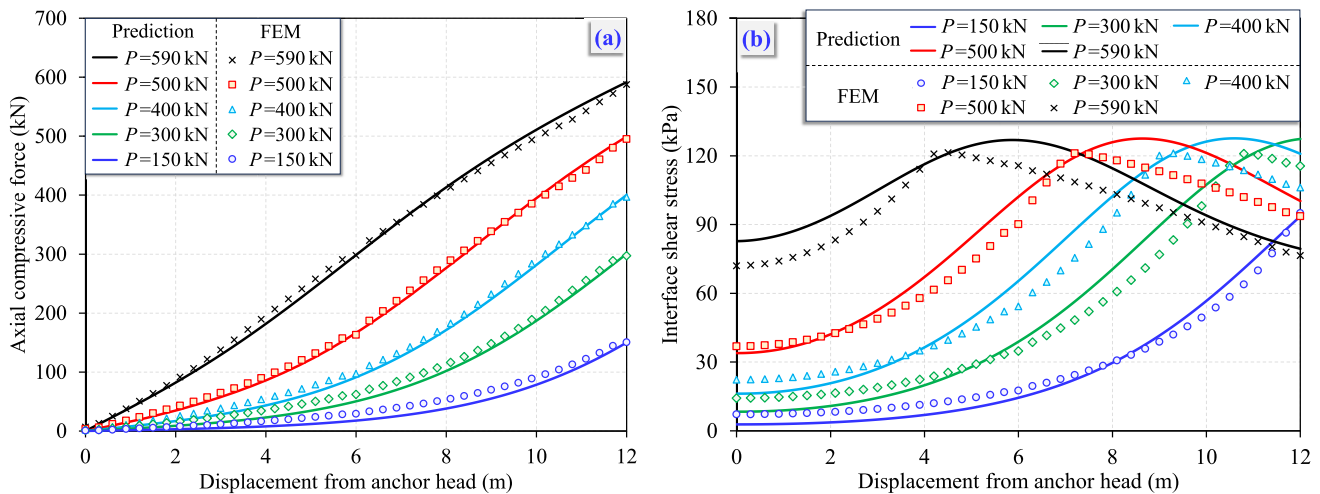 Prediction FEM
P=590 kN P=590 kN
P=500 kN P=500 kN
P=400 kN P=400 kN
P=300 kN P=300 kN
P=150 kN P=150 kN
(a)
700
600
500
400
300
200
100
0
0 2 4 6 8 10 12
Axial compressive force (kN)
Displacement from anchor head (m)
Prediction
P=150 kN P=300 kN P=400 kN
P=500 kN P=590 kN
FEM
P=150 kN P=300 kN P=400 kN
P=500 kN P=590 kN
(b)
180
150
120
90
60
30
0
0 2 4 6 8 10 12
Interface shear stress (kPa)
Displacement from anchor head (m)